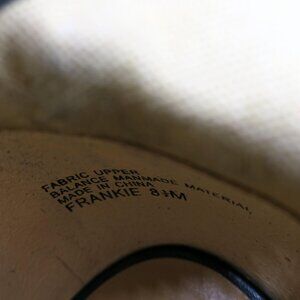 FABRIC UPPER
BALANCE MANMADE MATERIAL
MADE IN CHINA
FRANKIE 8½M